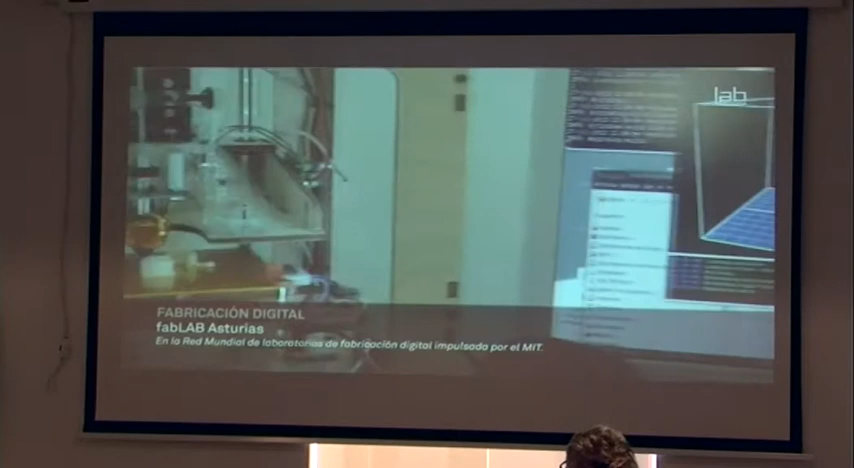 lab
FABRICACIÓN DIGITAL
fabLAB Asturias
En la Red Mundial de laboratorios de fabricación digital impulsada por el MIT.